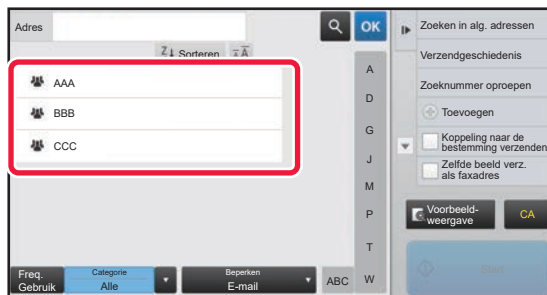 Adres
OK
Sorteren
AAA
BBB
CCC
A
D
G
J
M
P
T
W
ABC
Freq.
Gebruik
Categorie
Alle
Beperken
E-mail
Zoeken in alg. adressen
Verzendgeschiedenis
Zoeknummer oproepen
Toevoegen
Koppeling naar de
bestemming verzenden
Zelfde beeld verz.
als faxadres
Voorbeeld-
weergave
CA
Start